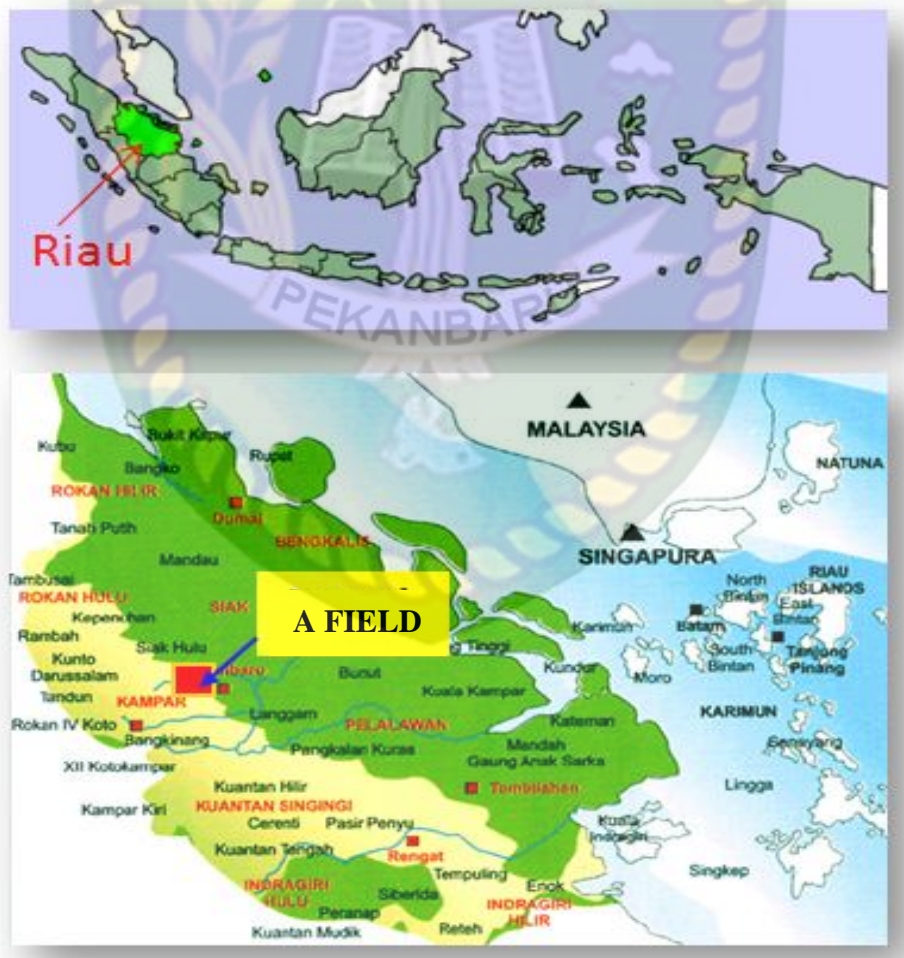 Riau
PEKANBARU
MALAYSIA
NATUNA
SINGAPURA
Bukit Kapur
Kubu
Bangko
Rupat
ROKAN HILIR
Dumai
Tanah Putih
BENGKALIS
Mandau
Tambusai
ROKAN HULU
SIAK
Kepenuhan
A FIELD
Rambah
Siak Hulu
Kunto
Darussalam
Tandun
KAMPAR
Bunut
Kuala Kampar
Tinggi
Karimun
Kundur
Moro
Batam
North
Bintan
East
Bintan
RIAU
ISLANDS
South
Bintan
Tanjung
Pinang
KARIMUN
Rokan IV Koto
Bangkinang
Langgam
PELALAWAN
Kateman
Pangkalan Kuras
Mandah
Gaung Anak Sarka
XII Kotokampar
Kuantan Hilir
Tembilahan
Senayang
Lingga
Kampar Kiri
KUANTAN SINGINGI
Cerenti
Pasir Penyu
Kuala
Indragiri
Kuantan Tengah
Rengat
Tempuling
Singkep
INDRAGIRI
HULU
Siberida
Enok
INDRAGIRI
HILIR
Peranap
Kuantan Mudik
Reteh